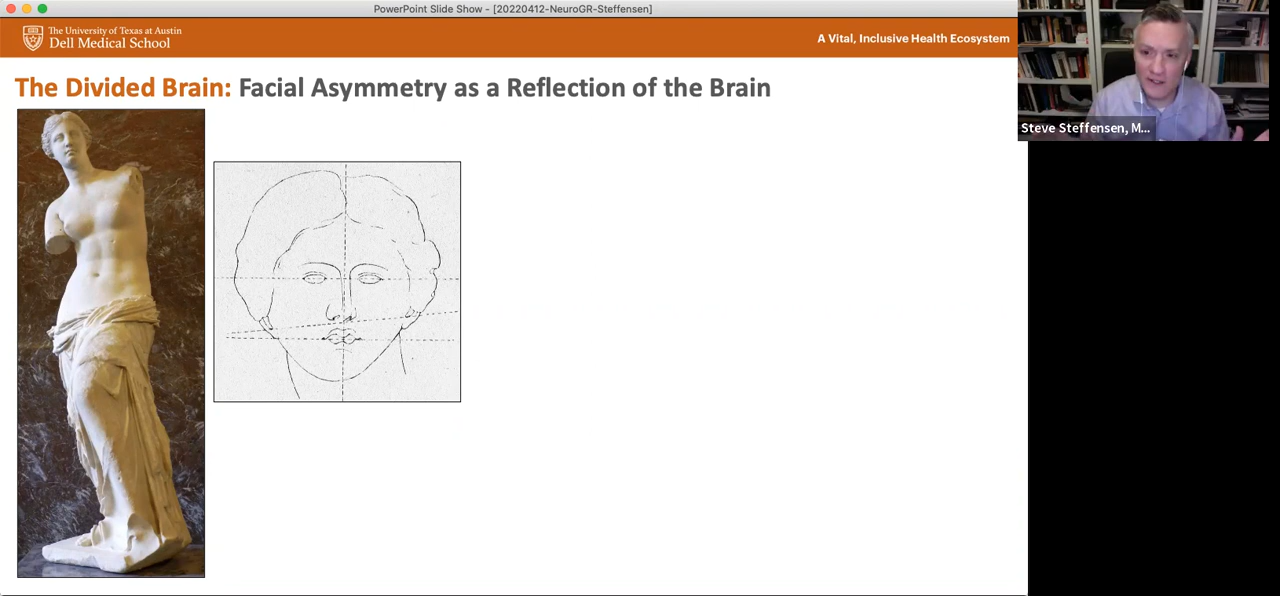 PowerPoint Slide Show - [20220412-NeuroGR-Steffensen]
The University of Texas at Austin
Dell Medical School
A Vital, Inclusive Health Ecosystem
The Divided Brain: Facial Asymmetry as a Reflection of the Brain
Steve Steffensen, M...